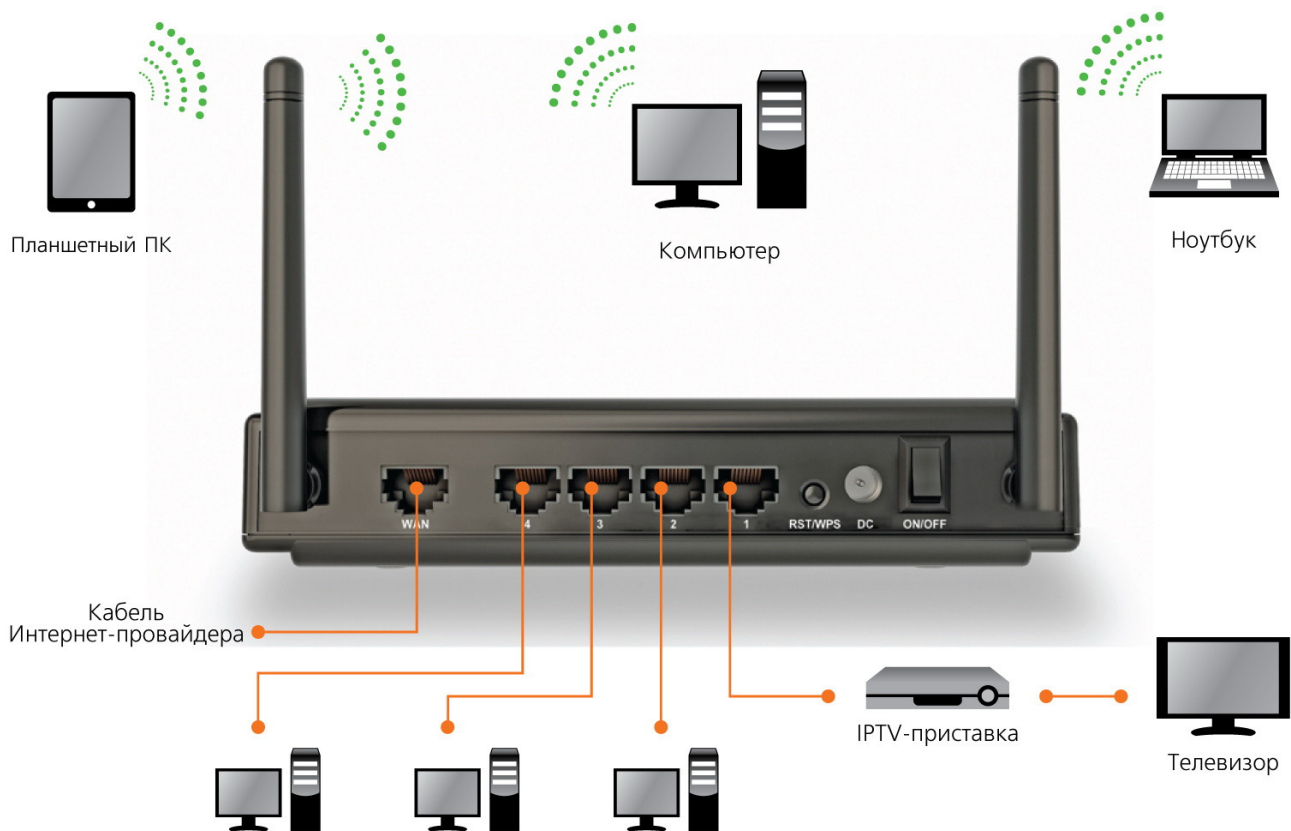 Планшетный ПК
Компьютер
Ноутбук
WAN
4
3
2
1
RST/WPS
DC
ON/OFF
Кабель
Интернет-провайдера
IPTV-приставка
Телевизор